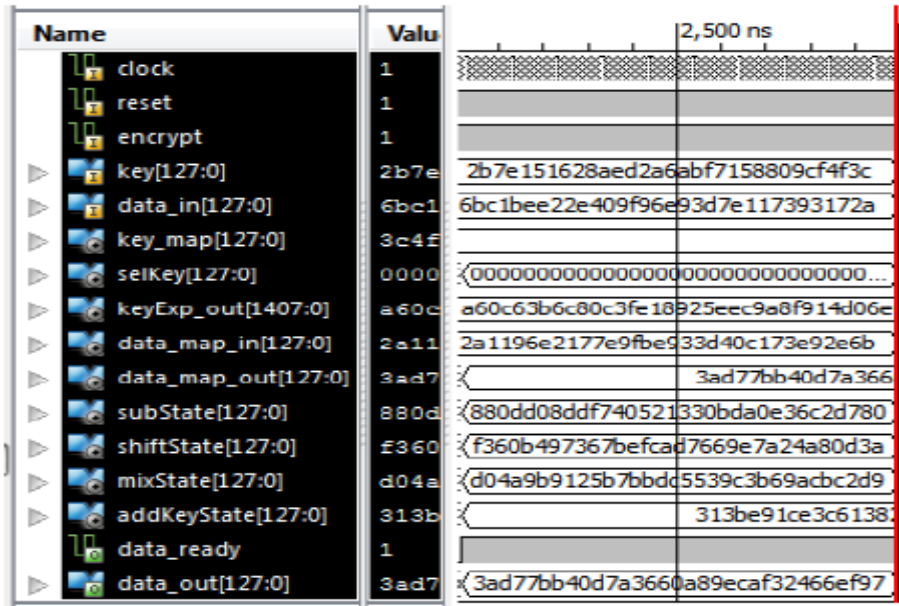 Name Valu 2,500 ns
clock 1
reset 1
encrypt 1
key[127:0] 2b7e 2b7e151628aed2a6abf7158809cf4f3c
data_in[127:0] 6bc1 6bc1bee22e409f96e93d7e117393172a
key_map[127:0] 3c4f
selKey[127:0] 0000 00000000000000000000000000000...
keyExp_out[1407:0] a60c a60c63b6c80c3fe18925eec9a8f914d06e
data_map_in[127:0] 2a11 2a1196e2177e9fbe933d40c173e92e6b
data_map_out[127:0] 3ad7 3ad77bb40d7a366
subState[127:0] 880d 880dd08ddf740521330bda0e36c2d780
shiftState[127:0] f360 f360b497367befcad7669e7a24a80d3a
mixState[127:0] d04a d04a9b9125b7bbdc5539c3b69acbc2d9
addKeyState[127:0] 313b 313be91ce3c61382
data_ready 1
data_out[127:0] 3ad7 3ad77bb40d7a3660a89ecaf32466ef97